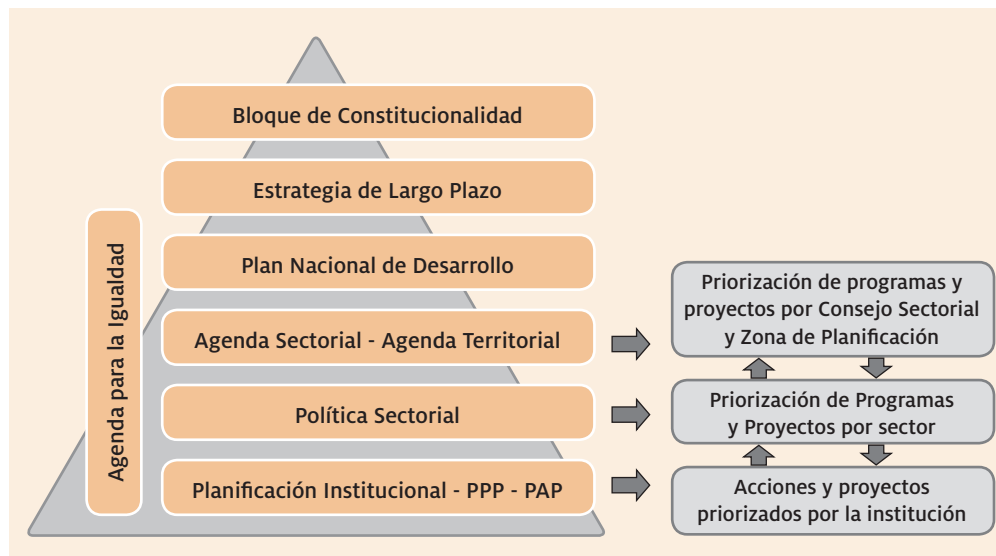 Bloque de Constitucionalidad
Estrategia de Largo Plazo
Plan Nacional de Desarrollo
Agenda Sectorial - Agenda Territorial
Política Sectorial
Planificación Institucional - PPP - PAP
Agenda para la Igualdad
Priorización de programas y
proyectos por Consejo Sectorial
y Zona de Planificación
Priorización de Programas
y Proyectos por sector
Acciones y proyectos
priorizados por la institución